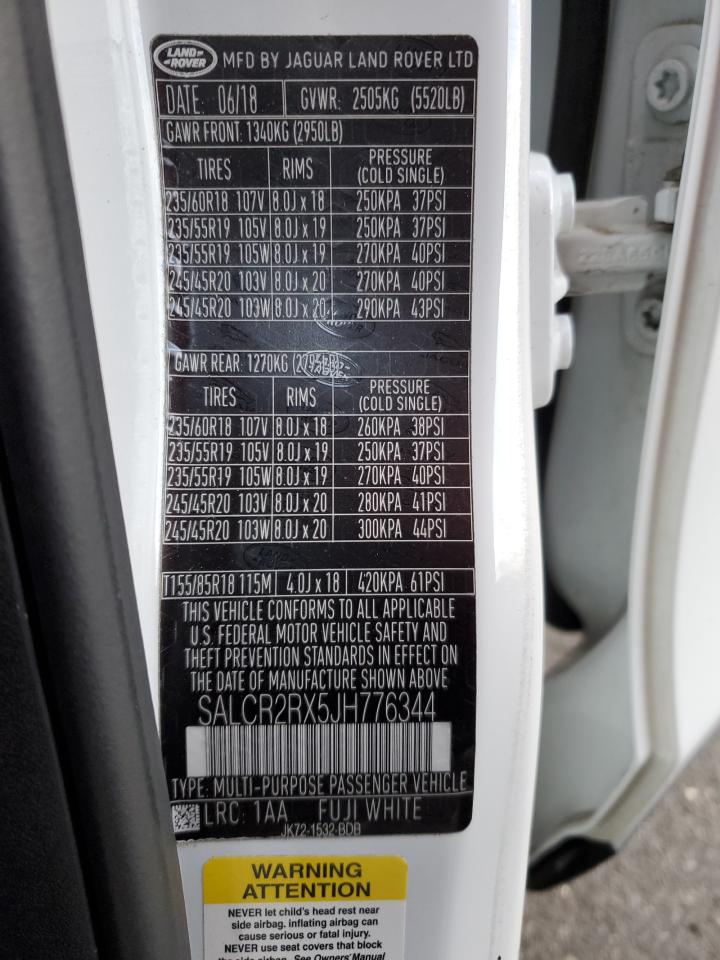 LAND ROVER MFD BY JAGUAR LAND ROVER LTD
DATE: 06/18 GVWR: 2505KG (5520LB)
GAWR FRONT: 1340KG (2950LB)
TIRES RIMS PRESSURE (COLD SINGLE)
235/60R18 107V 8.0J x 18 250KPA 37PSI
235/55R19 105V 8.0J x 19 250KPA 37PSI
235/55R19 105W 8.0J x 19 270KPA 40PSI
245/45R20 103V 8.0J x 20 270KPA 40PSI
245/45R20 103W 8.0J x 20 290KPA 43PSI
GAWR REAR: 1270KG
TIRES RIMS PRESSURE (COLD SINGLE)
235/60R18 107V 8.0J x 18 260KPA 38PSI
235/55R19 105V 8.0J x 19 250KPA 37PSI
235/55R19 105W 8.0J x 19 270KPA 40PSI
245/45R20 103V 8.0J x 20 280KPA 41PSI
245/45R20 103W 8.0J x 20 300KPA 44PSI
T155/85R18 115M 4.0J x 18 420KPA 61PSI
THIS VEHICLE CONFORMS TO ALL APPLICABLE
U.S. FEDERAL MOTOR VEHICLE SAFETY AND
THEFT PREVENTION STANDARDS IN EFFECT ON
THE DATE OF MANUFACTURE SHOWN ABOVE
SALCR2RX5JH776344
TYPE: MULTI-PURPOSE PASSENGER VEHICLE
LRC: 1AA FUJI WHITE
JK72-1532-BDB
WARNING
ATTENTION
NEVER let child's head rest near
side airbag. inflating airbag can
cause serious or fatal injury.
NEVER use seat covers that block
the side airbag. See Owners' Manual